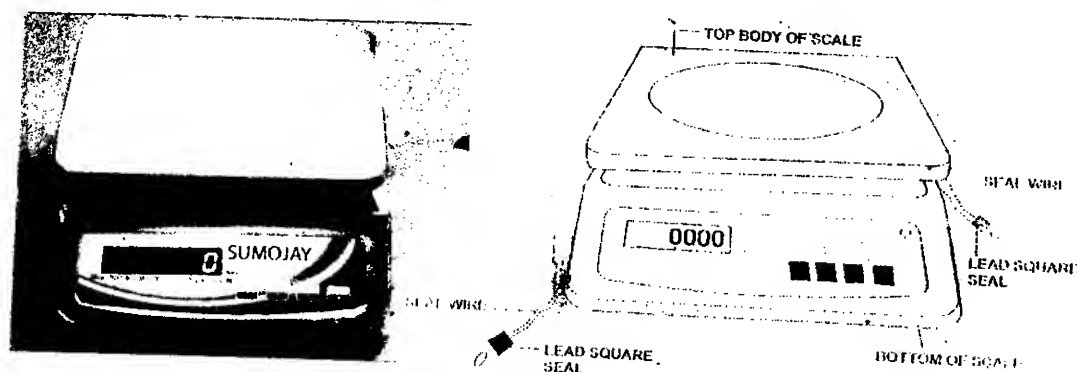 TOP BODY OF SCALE
SEAL WIRE
0000
0
SUMOJAY
LEAD SQUARE
SEAL
SEAL WIRE
LEAD SQUARE
SEAL
BOTTOM OF SCALE